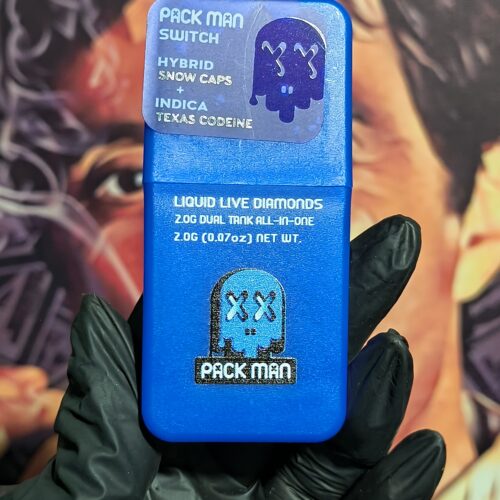 PACK MAN
SWITCH
HYBRID
SNOW CAPS
+
INDICA
TEXAS CODEINE
LIQUID LIVE DIAMONDS
2.0G DUAL TANK ALL-IN-ONE
2.0G (0.07oz) NET WT.
PACK MAN